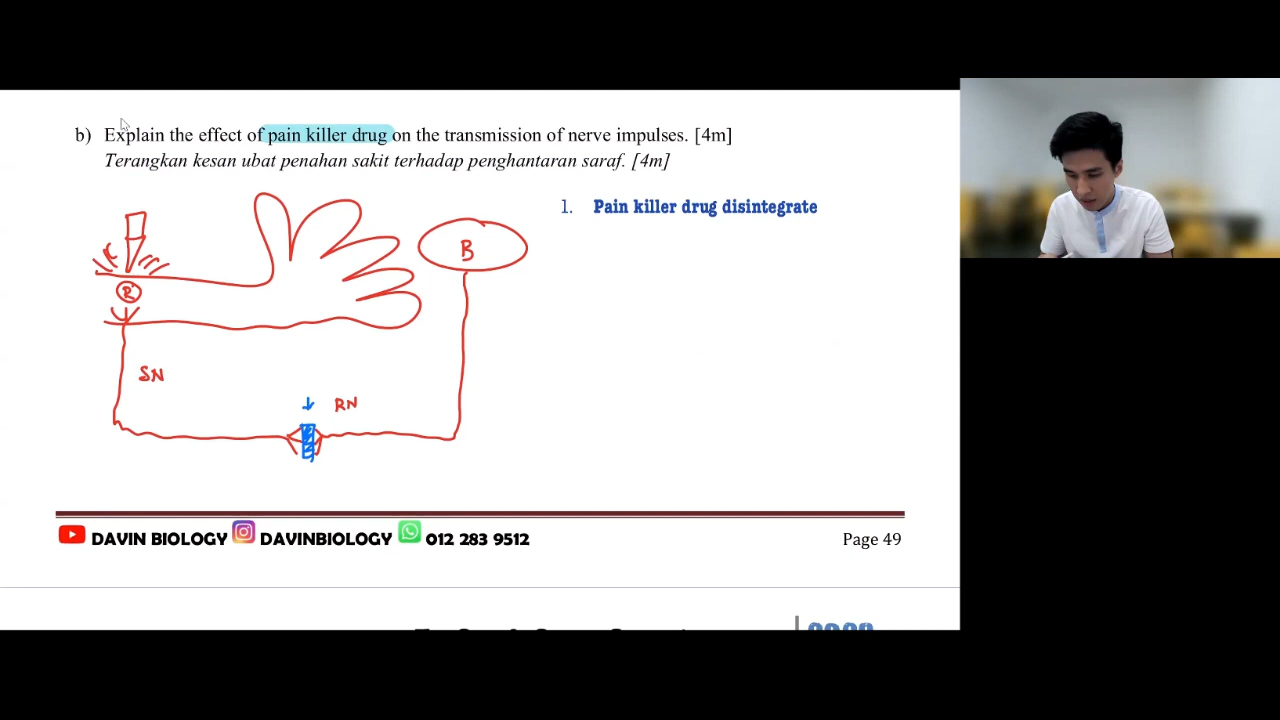 b) Explain the effect of pain killer drug on the transmission of nerve impulses. [4m]
Terangkan kesan ubat penahan sakit terhadap penghantaran saraf. [4m]
1. Pain killer drug disintegrate
B
R
SN
RN
DAVIN BIOLOGY DAVINBIOLOGY 012 283 9512
Page 49